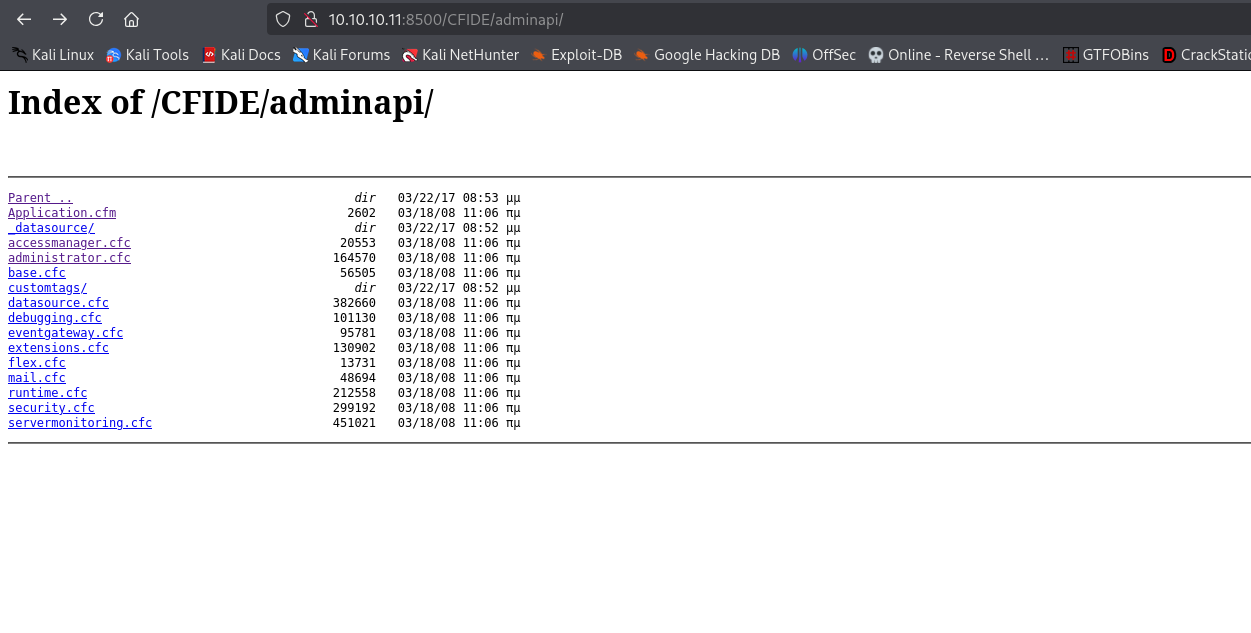 10.10.10.11:8500/CFIDE/adminapi/
Kali Linux Kali Tools Kali Docs Kali Forums Kali NetHunter Exploit-DB Google Hacking DB OffSec Online - Reverse Shell … GTFOBins CrackStatio
Index of /CFIDE/adminapi/
Parent .. dir 03/22/17 08:53 μμ
Application.cfm 2602 03/18/08 11:06 πμ
_datasource/ dir 03/22/17 08:52 μμ
accessmanager.cfc 20553 03/18/08 11:06 πμ
administrator.cfc 164570 03/18/08 11:06 πμ
base.cfc 56505 03/18/08 11:06 πμ
customtags/ dir 03/22/17 08:52 μμ
datasource.cfc 382660 03/18/08 11:06 πμ
debugging.cfc 101130 03/18/08 11:06 πμ
eventgateway.cfc 95781 03/18/08 11:06 πμ
extensions.cfc 130902 03/18/08 11:06 πμ
flex.cfc 13731 03/18/08 11:06 πμ
mail.cfc 48694 03/18/08 11:06 πμ
runtime.cfc 212558 03/18/08 11:06 πμ
security.cfc 299192 03/18/08 11:06 πμ
servermonitoring.cfc 451021 03/18/08 11:06 πμ